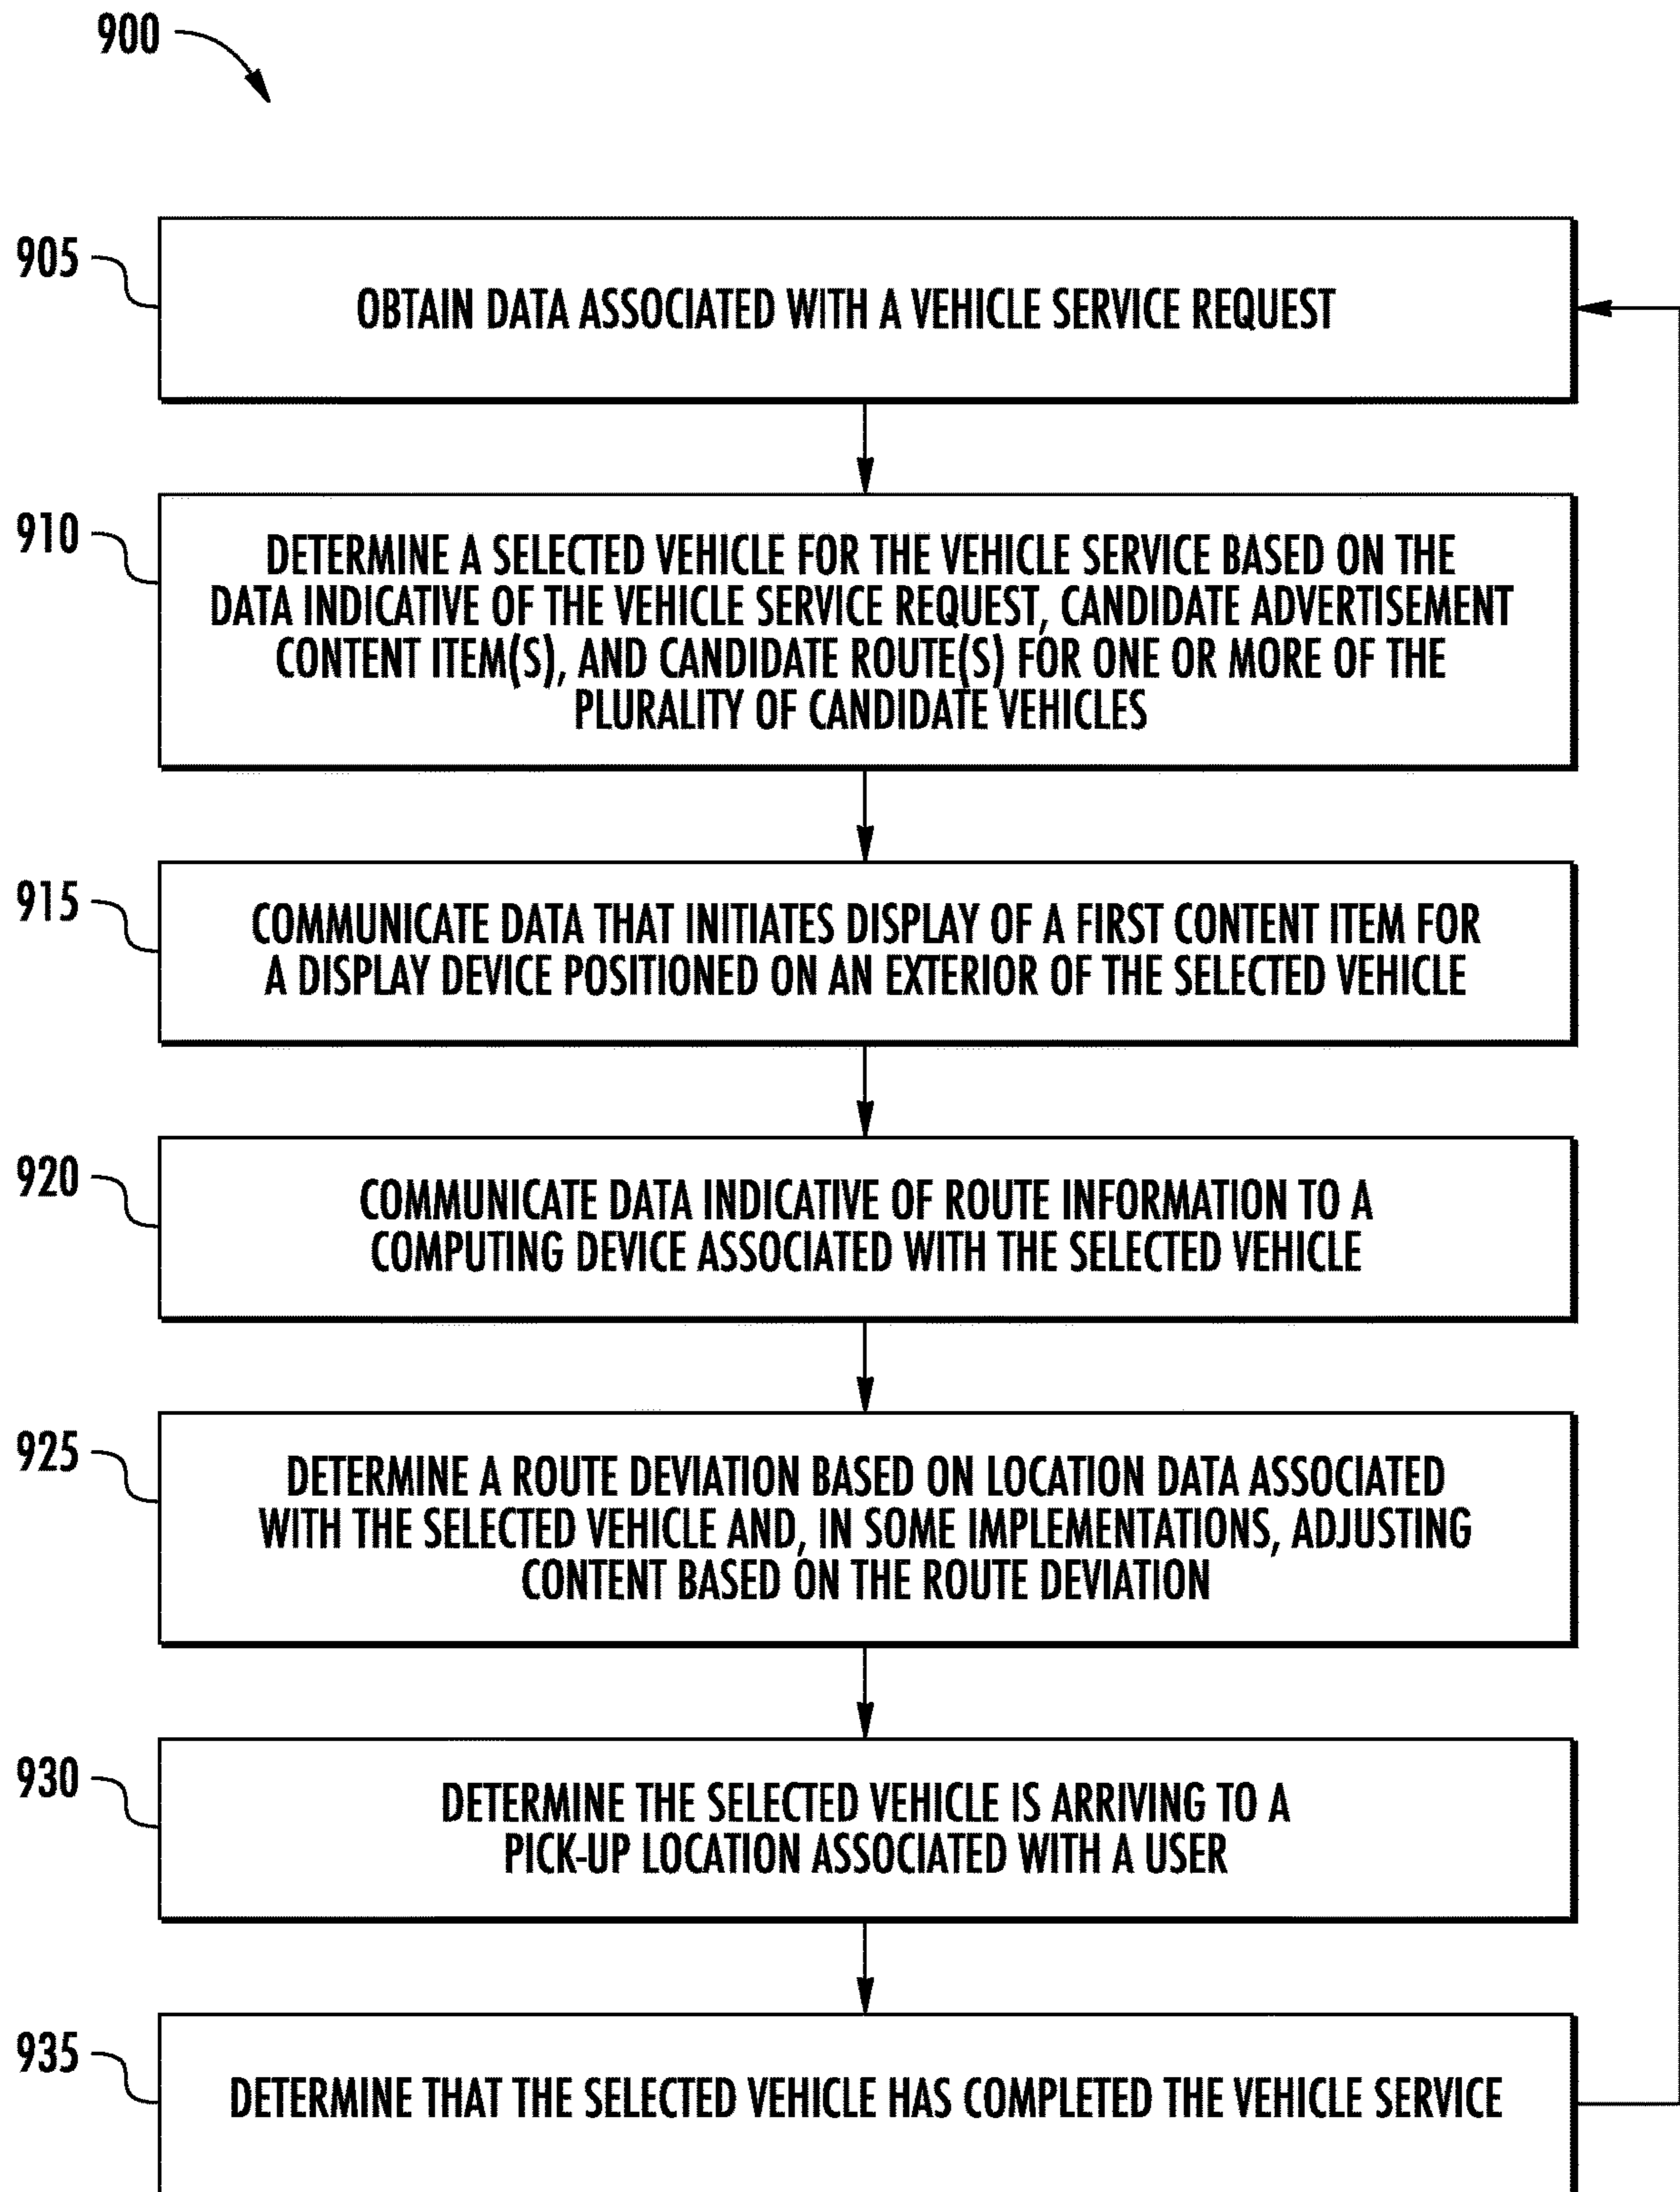 900
905
OBTAIN DATA ASSOCIATED WITH A VEHICLE SERVICE REQUEST
910
DETERMINE A SELECTED VEHICLE FOR THE VEHICLE SERVICE BASED ON THE
DATA INDICATIVE OF THE VEHICLE SERVICE REQUEST, CANDIDATE ADVERTISEMENT
CONTENT ITEM(S), AND CANDIDATE ROUTE(S) FOR ONE OR MORE OF THE
PLURALITY OF CANDIDATE VEHICLES
915
COMMUNICATE DATA THAT INITIATES DISPLAY OF A FIRST CONTENT ITEM FOR
A DISPLAY DEVICE POSITIONED ON AN EXTERIOR OF THE SELECTED VEHICLE
920
COMMUNICATE DATA INDICATIVE OF ROUTE INFORMATION TO A
COMPUTING DEVICE ASSOCIATED WITH THE SELECTED VEHICLE
925
DETERMINE A ROUTE DEVIATION BASED ON LOCATION DATA ASSOCIATED
WITH THE SELECTED VEHICLE AND, IN SOME IMPLEMENTATIONS, ADJUSTING
CONTENT BASED ON THE ROUTE DEVIATION
930
DETERMINE THE SELECTED VEHICLE IS ARRIVING TO A
PICK-UP LOCATION ASSOCIATED WITH A USER
935
DETERMINE THAT THE SELECTED VEHICLE HAS COMPLETED THE VEHICLE SERVICE